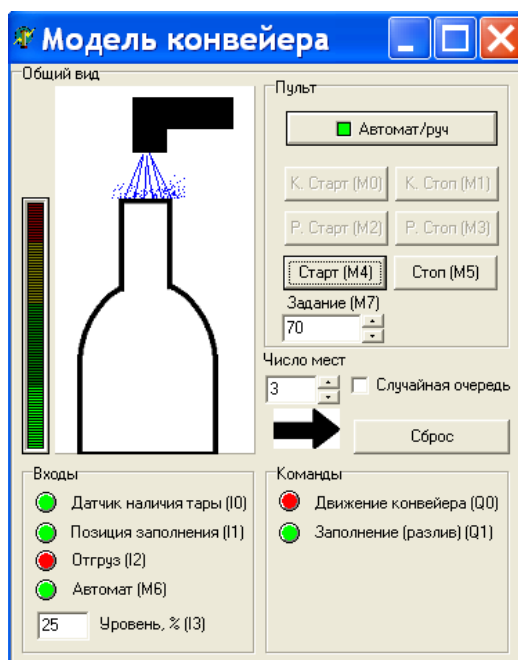 Модель конвейера
Общий вид
Пульт
Автомат/руч
К. Старт (M0) К. Стоп (M1)
Р. Старт (M2) Р. Стоп (M3)
Старт (M4) Стоп (M5)
Задание (M7)
70
Число мест
3 Случайная очередь
Сброс
Входы
Датчик наличия тары (I0)
Позиция заполнения (I1)
Отгруз (I2)
Автомат (M6)
25 Уровень, % (I3)
Команды
Движение конвейера (Q0)
Заполнение (разлив) (Q1)